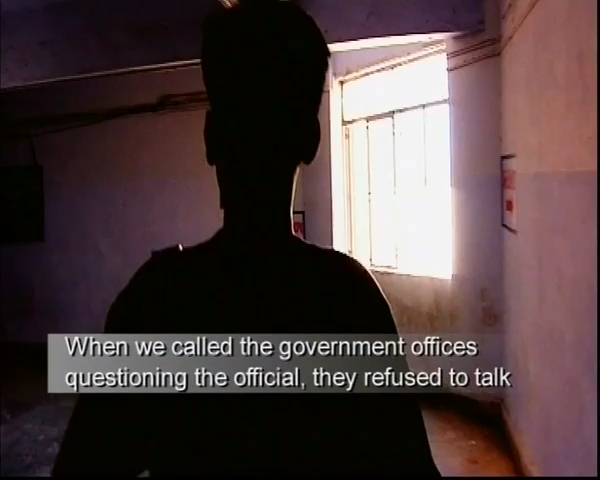 When we called the government offices
questioning the official, they refused to talk